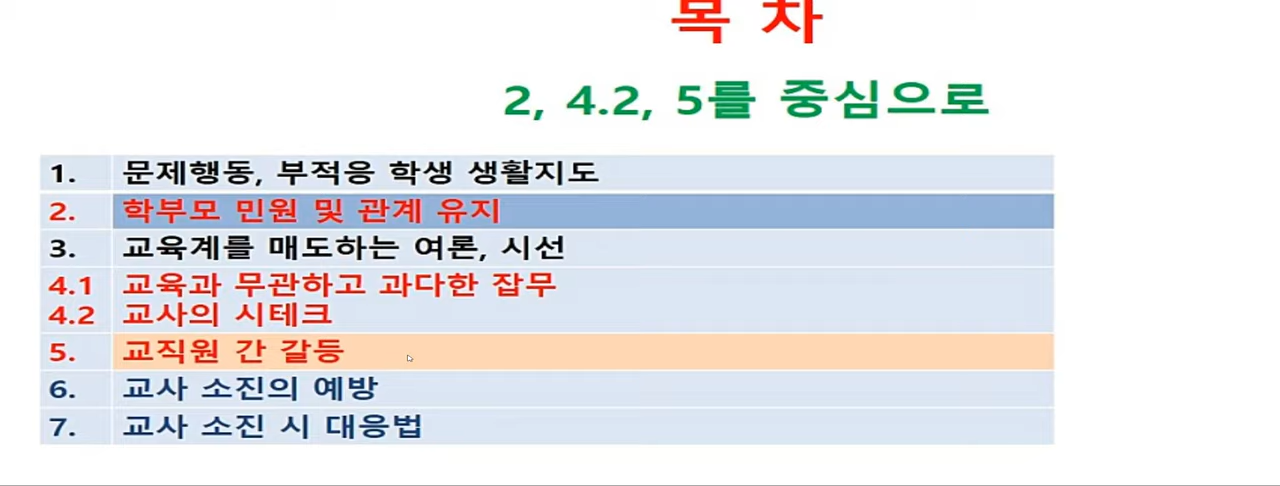 목 차
2, 4.2, 5를 중심으로
1. 문제행동, 부적응 학생 생활지도
2. 학부모 민원 및 관계 유지
3. 교육계를 매도하는 여론, 시선
4.1 교육과 무관하고 과다한 잡무
4.2 교사의 시테크
5. 교직원 간 갈등
6. 교사 소진의 예방
7. 교사 소진 시 대응법